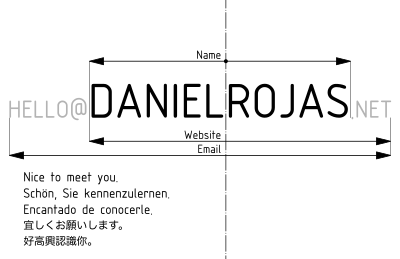 Name
HELLO@DANIELROJAS.NET
Website
Email
Nice to meet you.
Schön, Sie kennenzulernen.
Encantado de conocerle.
宜しくお願いします。
好高興認識你。